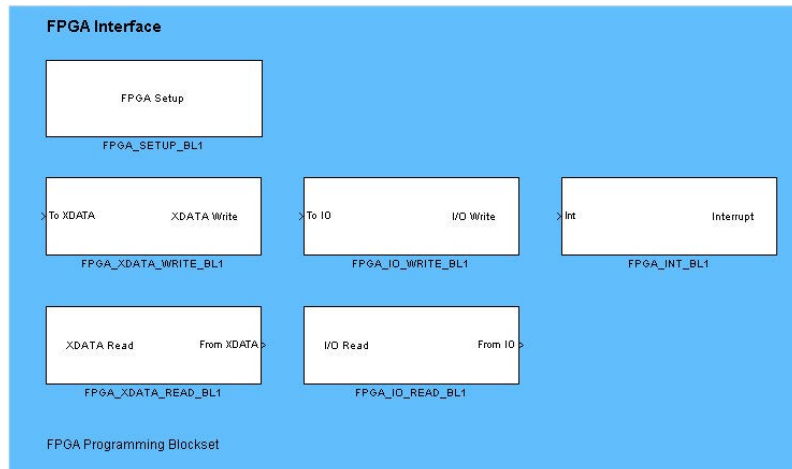 FPGA Interface
FPGA Setup
FPGA_SETUP_BL1
To XDATA XDATA Write
FPGA_XDATA_WRITE_BL1
To IO I/O Write
FPGA_IO_WRITE_BL1
Int Interrupt
FPGA_INT_BL1
XDATA Read From XDATA
FPGA_XDATA_READ_BL1
I/O Read From IO
FPGA_IO_READ_BL1
FPGA Programming Blockset